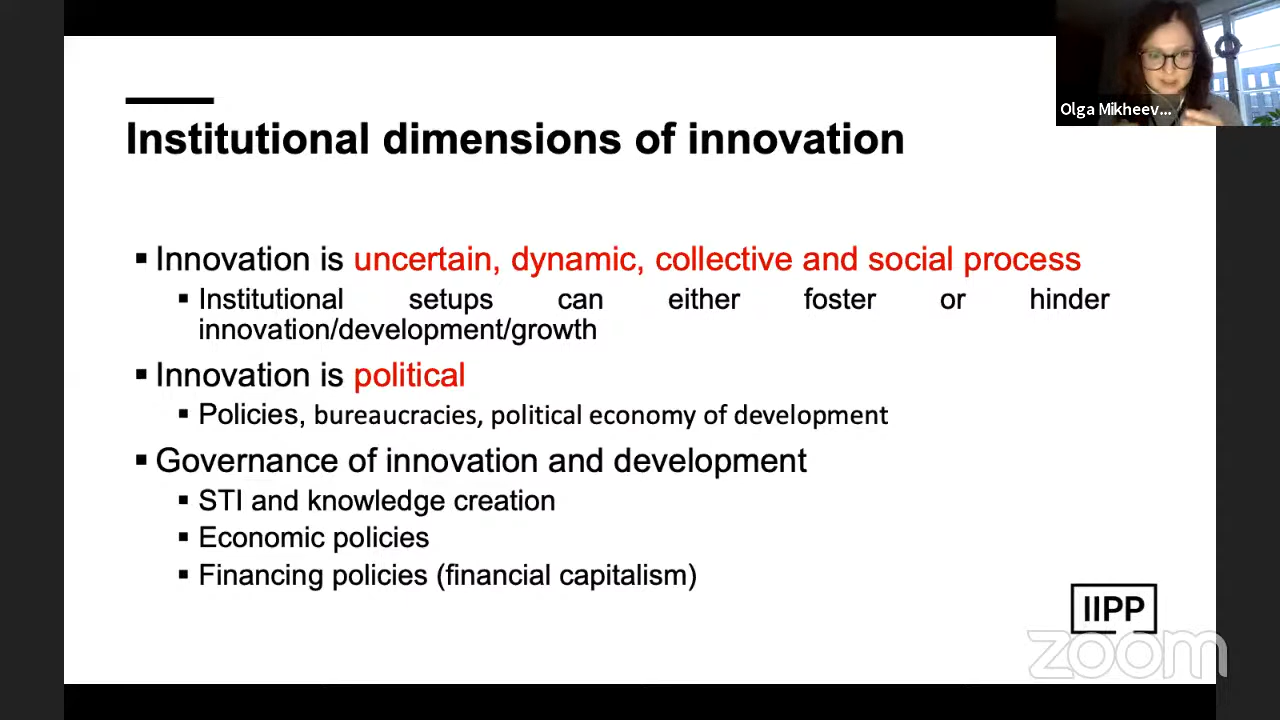 Olga Mikheev...
Institutional dimensions of innovation
▪ Innovation is uncertain, dynamic, collective and social process
▪ Institutional setups can either foster or hinder
innovation/development/growth
▪ Innovation is political
▪ Policies, bureaucracies, political economy of development
▪ Governance of innovation and development
▪ STI and knowledge creation
▪ Economic policies
▪ Financing policies (financial capitalism)
IIPP
zoom